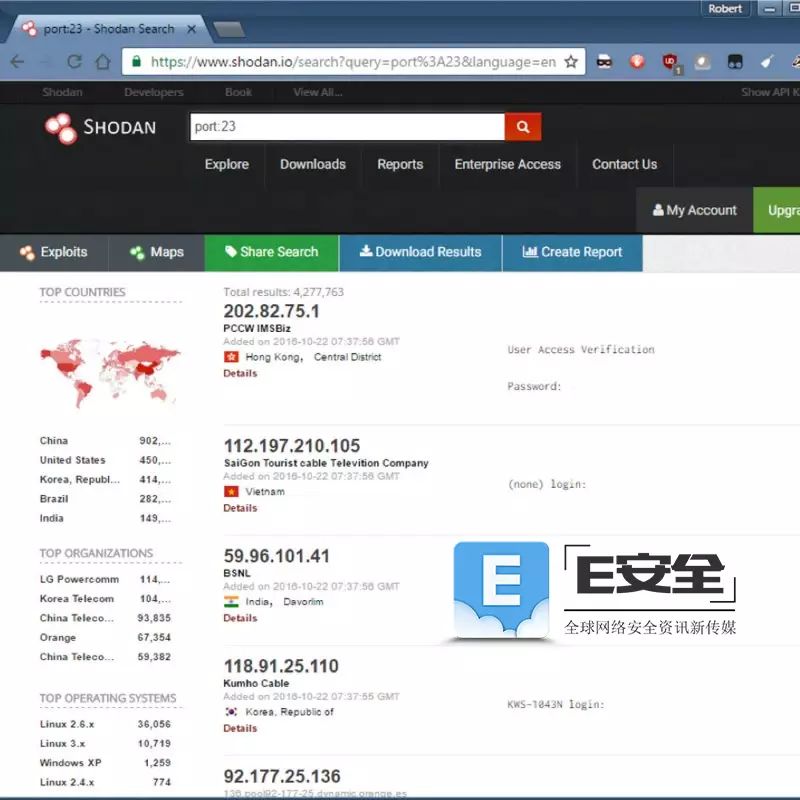 Robert
port:23 - Shodan Search
https://www.shodan.io/search?query=port%3A23&language=en
Shodan Developers Book View All... Show API K
SHODAN port:23
Explore Downloads Reports Enterprise Access Contact Us
My Account Upgra
Exploits Maps Share Search Download Results Create Report
TOP COUNTRIES
China 902,...
United States 450,...
Korea, Republ... 414,...
Brazil 282,...
India 149,...
TOP ORGANIZATIONS
LG Powercomm 114,...
Korea Telecom 104,...
China Teleco... 93,835
Orange 67,354
China Teleco... 59,382
TOP OPERATING SYSTEMS
Linux 2.6.x 36,056
Linux 3.x 10,719
Windows XP 1,259
Linux 2.4.x 774
Total results: 4,277,763
202.82.75.1
PCCW IMSBiz
Added on 2016-10-22 07:37:56 GMT
Hong Kong, Central District
Details
User Access Verification
Password:
112.197.210.105
SaiGon Tourist cable Televition Company
Added on 2016-10-22 07:37:56 GMT
Vietnam
Details
(none) login:
59.96.101.41
BSNL
Added on 2016-10-22 07:37:56 GMT
India, Davorlim
Details
E
E安全
全球网络安全资讯新传媒
118.91.25.110
Kumho Cable
Added on 2016-10-22 07:37:55 GMT
Korea, Republic of
Details
KWS-1043N login:
92.177.25.136
136.pool92-177-25.dynamic.orange.es